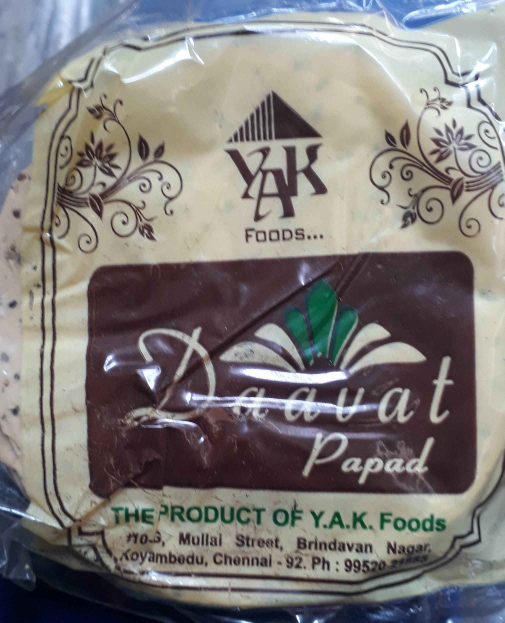 YAK
FOODS...
Daavat
Papad
THE PRODUCT OF Y.A.K. Foods
Mullai Street, Brindavan Nagar,
Koyambedu, Chennai - 92. Ph : 99520